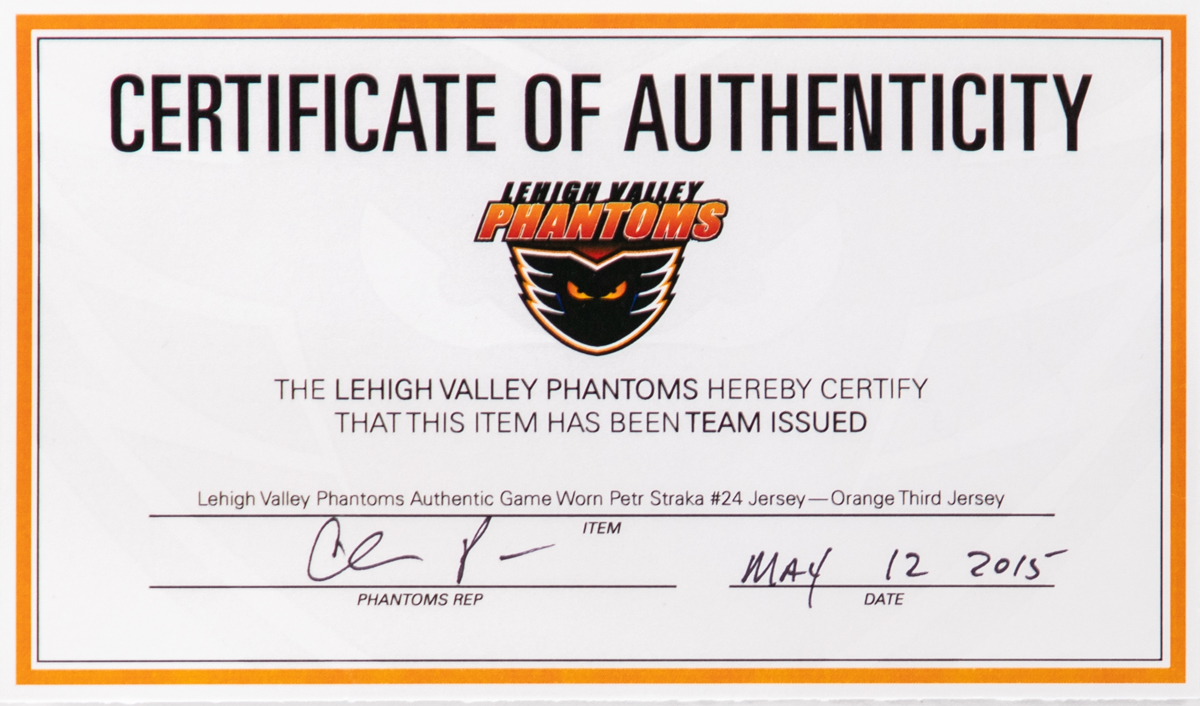 CERTIFICATE OF AUTHENTICITY
LEHIGH VALLEY
PHANTOMS
THE LEHIGH VALLEY PHANTOMS HEREBY CERTIFY
THAT THIS ITEM HAS BEEN TEAM ISSUED
Lehigh Valley Phantoms Authentic Game Worn Petr Straka #24 Jersey—Orange Third Jersey
ITEM
MAY 12 2015
PHANTOMS REP
DATE